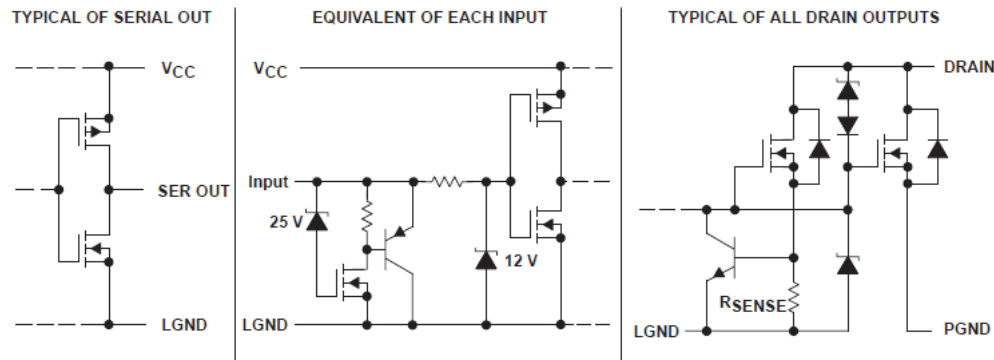 TYPICAL OF SERIAL OUT
VCC
SER OUT
LGND
EQUIVALENT OF EACH INPUT
VCC
Input
25 V
12 V
LGND
TYPICAL OF ALL DRAIN OUTPUTS
DRAIN
RSENSE
LGND
PGND